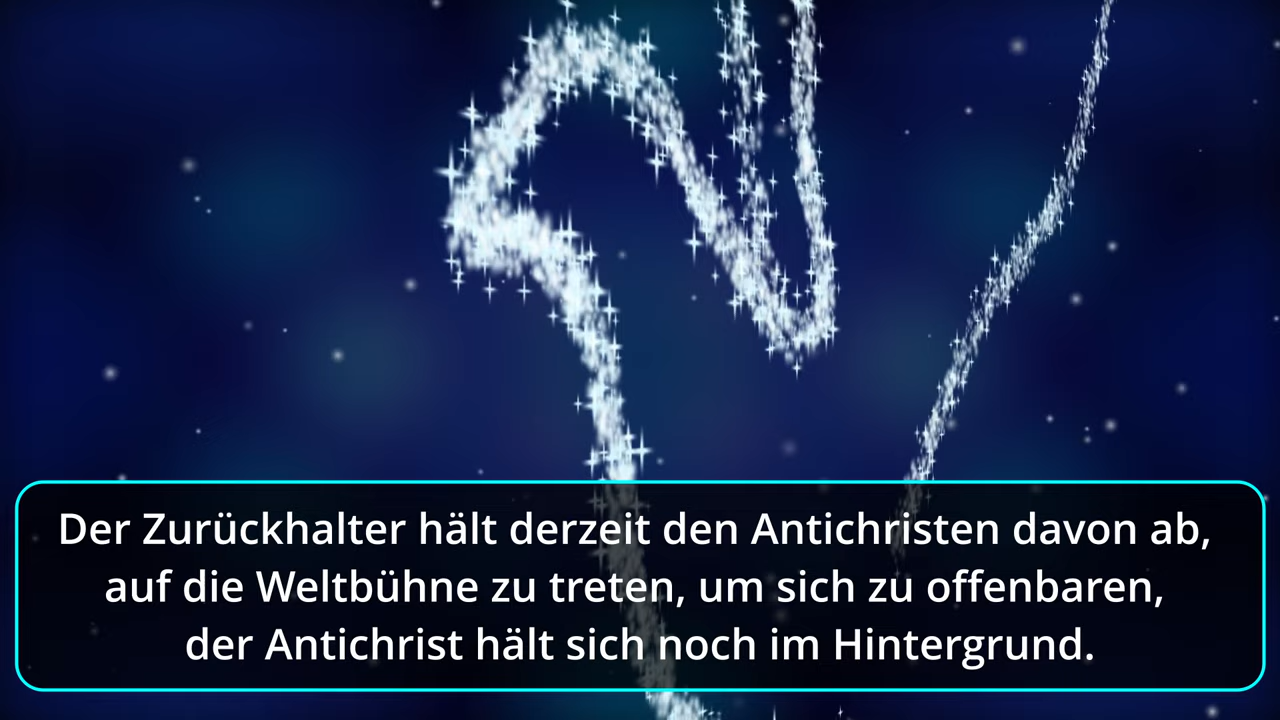 Der Zurückhalter hält derzeit den Antichristen davon ab,
auf die Weltbühne zu treten, um sich zu offenbaren,
der Antichrist hält sich noch im Hintergrund.